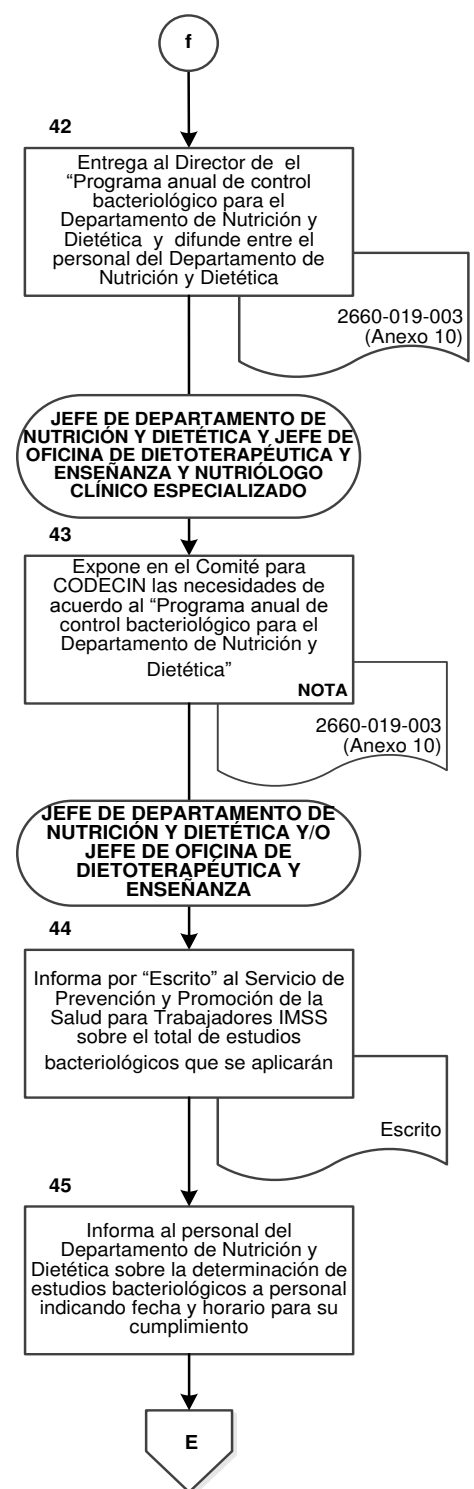 f
42
Entrega al Director de el
“Programa anual de control
bacteriológico para el
Departamento de Nutrición y
Dietética y difunde entre el
personal del Departamento de
Nutrición y Dietética
2660-019-003
(Anexo 10)
JEFE DE DEPARTAMENTO DE
NUTRICIÓN Y DIETÉTICA Y JEFE DE
OFICINA DE DIETOTERAPÉUTICA Y
ENSEÑANZA Y NUTRIÓLOGO
CLÍNICO ESPECIALIZADO
43
Expone en el Comité para
CODECIN las necesidades de
acuerdo al “Programa anual de
control bacteriológico para el
Departamento de Nutrición y
Dietética”
NOTA
2660-019-003
(Anexo 10)
JEFE DE DEPARTAMENTO DE
NUTRICIÓN Y DIETÉTICA Y/O
JEFE DE OFICINA DE
DIETOTERAPÉUTICA Y
ENSEÑANZA
44
Informa por “Escrito” al Servicio de
Prevención y Promoción de la
Salud para Trabajadores IMSS
sobre el total de estudios
bacteriológicos que se aplicarán
Escrito
45
Informa al personal del
Departamento de Nutrición y
Dietética sobre la determinación de
estudios bacteriológicos a personal
indicando fecha y horario para su
cumplimiento
E